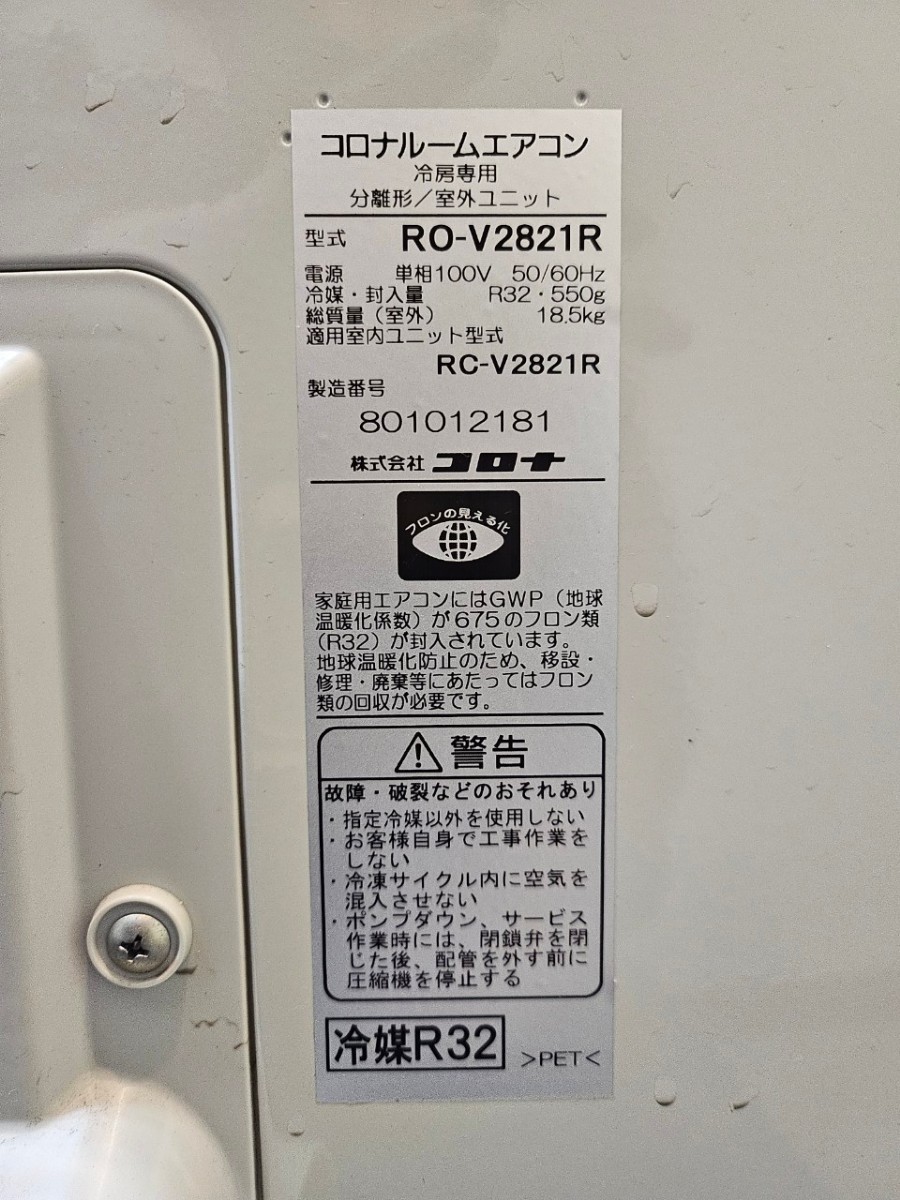 コロナルームエアコン
冷房専用
分離形／室外ユニット
型式 RO-V2821R
電源 単相100V 50/60Hz
冷媒・封入量 R32・550g
総質量（室外） 18.5kg
適用室内ユニット型式
RC-V2821R
製造番号
801012181
株式会社 コロナ
フロンの見える化
家庭用エアコンにはGWP（地球
温暖化係数）が675のフロン類
（R32）が封入されています。
地球温暖化防止のため、移設・
修理・廃棄等にあたってはフロン
類の回収が必要です。
警告
故障・破裂などのおそれあり
・指定冷媒以外を使用しない
・お客様自身で工事作業を
しない
・冷凍サイクル内に空気を
混入させない
・ポンプダウン、サービス
作業時には、閉鎖弁を閉
じた後、配管を外す前に
圧縮機を停止する
冷媒R32 >PET<